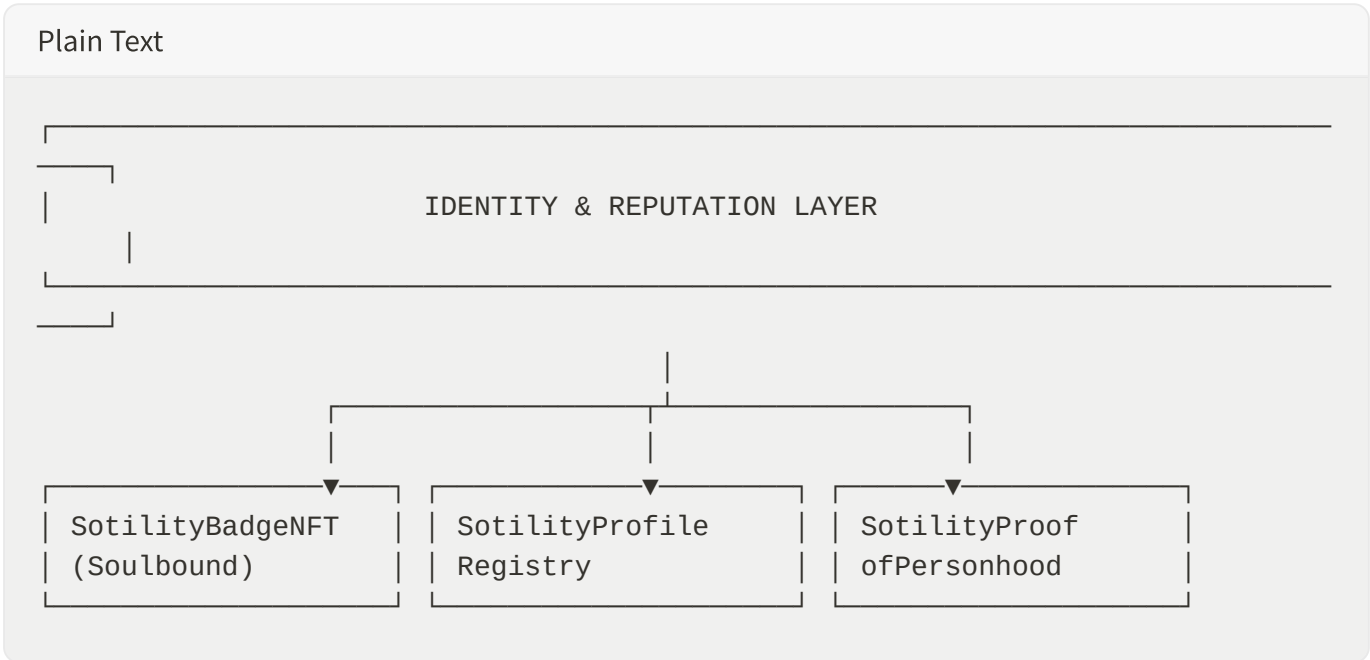 Plain Text
IDENTITY & REPUTATION LAYER
SotilityBadgeNFT SotilityProfile SotilityProof
(Soulbound) Registry ofPersonhood